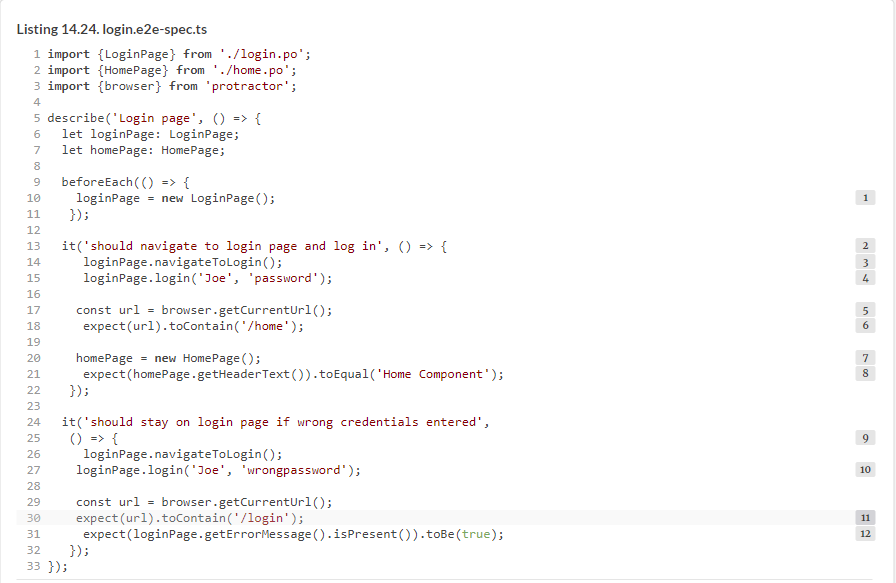 Listing 14.24. login.e2e-spec.ts
1 import {LoginPage} from './login.po';
2 import {HomePage} from './home.po';
3 import {browser} from 'protractor';
4
5 describe('Login page', () => {
6   let loginPage: LoginPage;
7   let homePage: HomePage;
8
9   beforeEach(() => {
10     loginPage = new LoginPage(); 1
11    });
12
13   it('should navigate to login page and log in', () => { 2
14      loginPage.navigateToLogin(); 3
15      loginPage.login('Joe', 'password'); 4
16
17     const url = browser.getCurrentUrl(); 5
18      expect(url).toContain('/home'); 6
19
20     homePage = new HomePage(); 7
21      expect(homePage.getHeaderText()).toEqual('Home Component'); 8
22    });
23
24   it('should stay on login page if wrong credentials entered',
25    () => { 9
26      loginPage.navigateToLogin();
27     loginPage.login('Joe', 'wrongpassword'); 10
28
29     const url = browser.getCurrentUrl();
30     expect(url).toContain('/login'); 11
31      expect(loginPage.getErrorMessage().isPresent()).toBe(true); 12
32    });
33 });